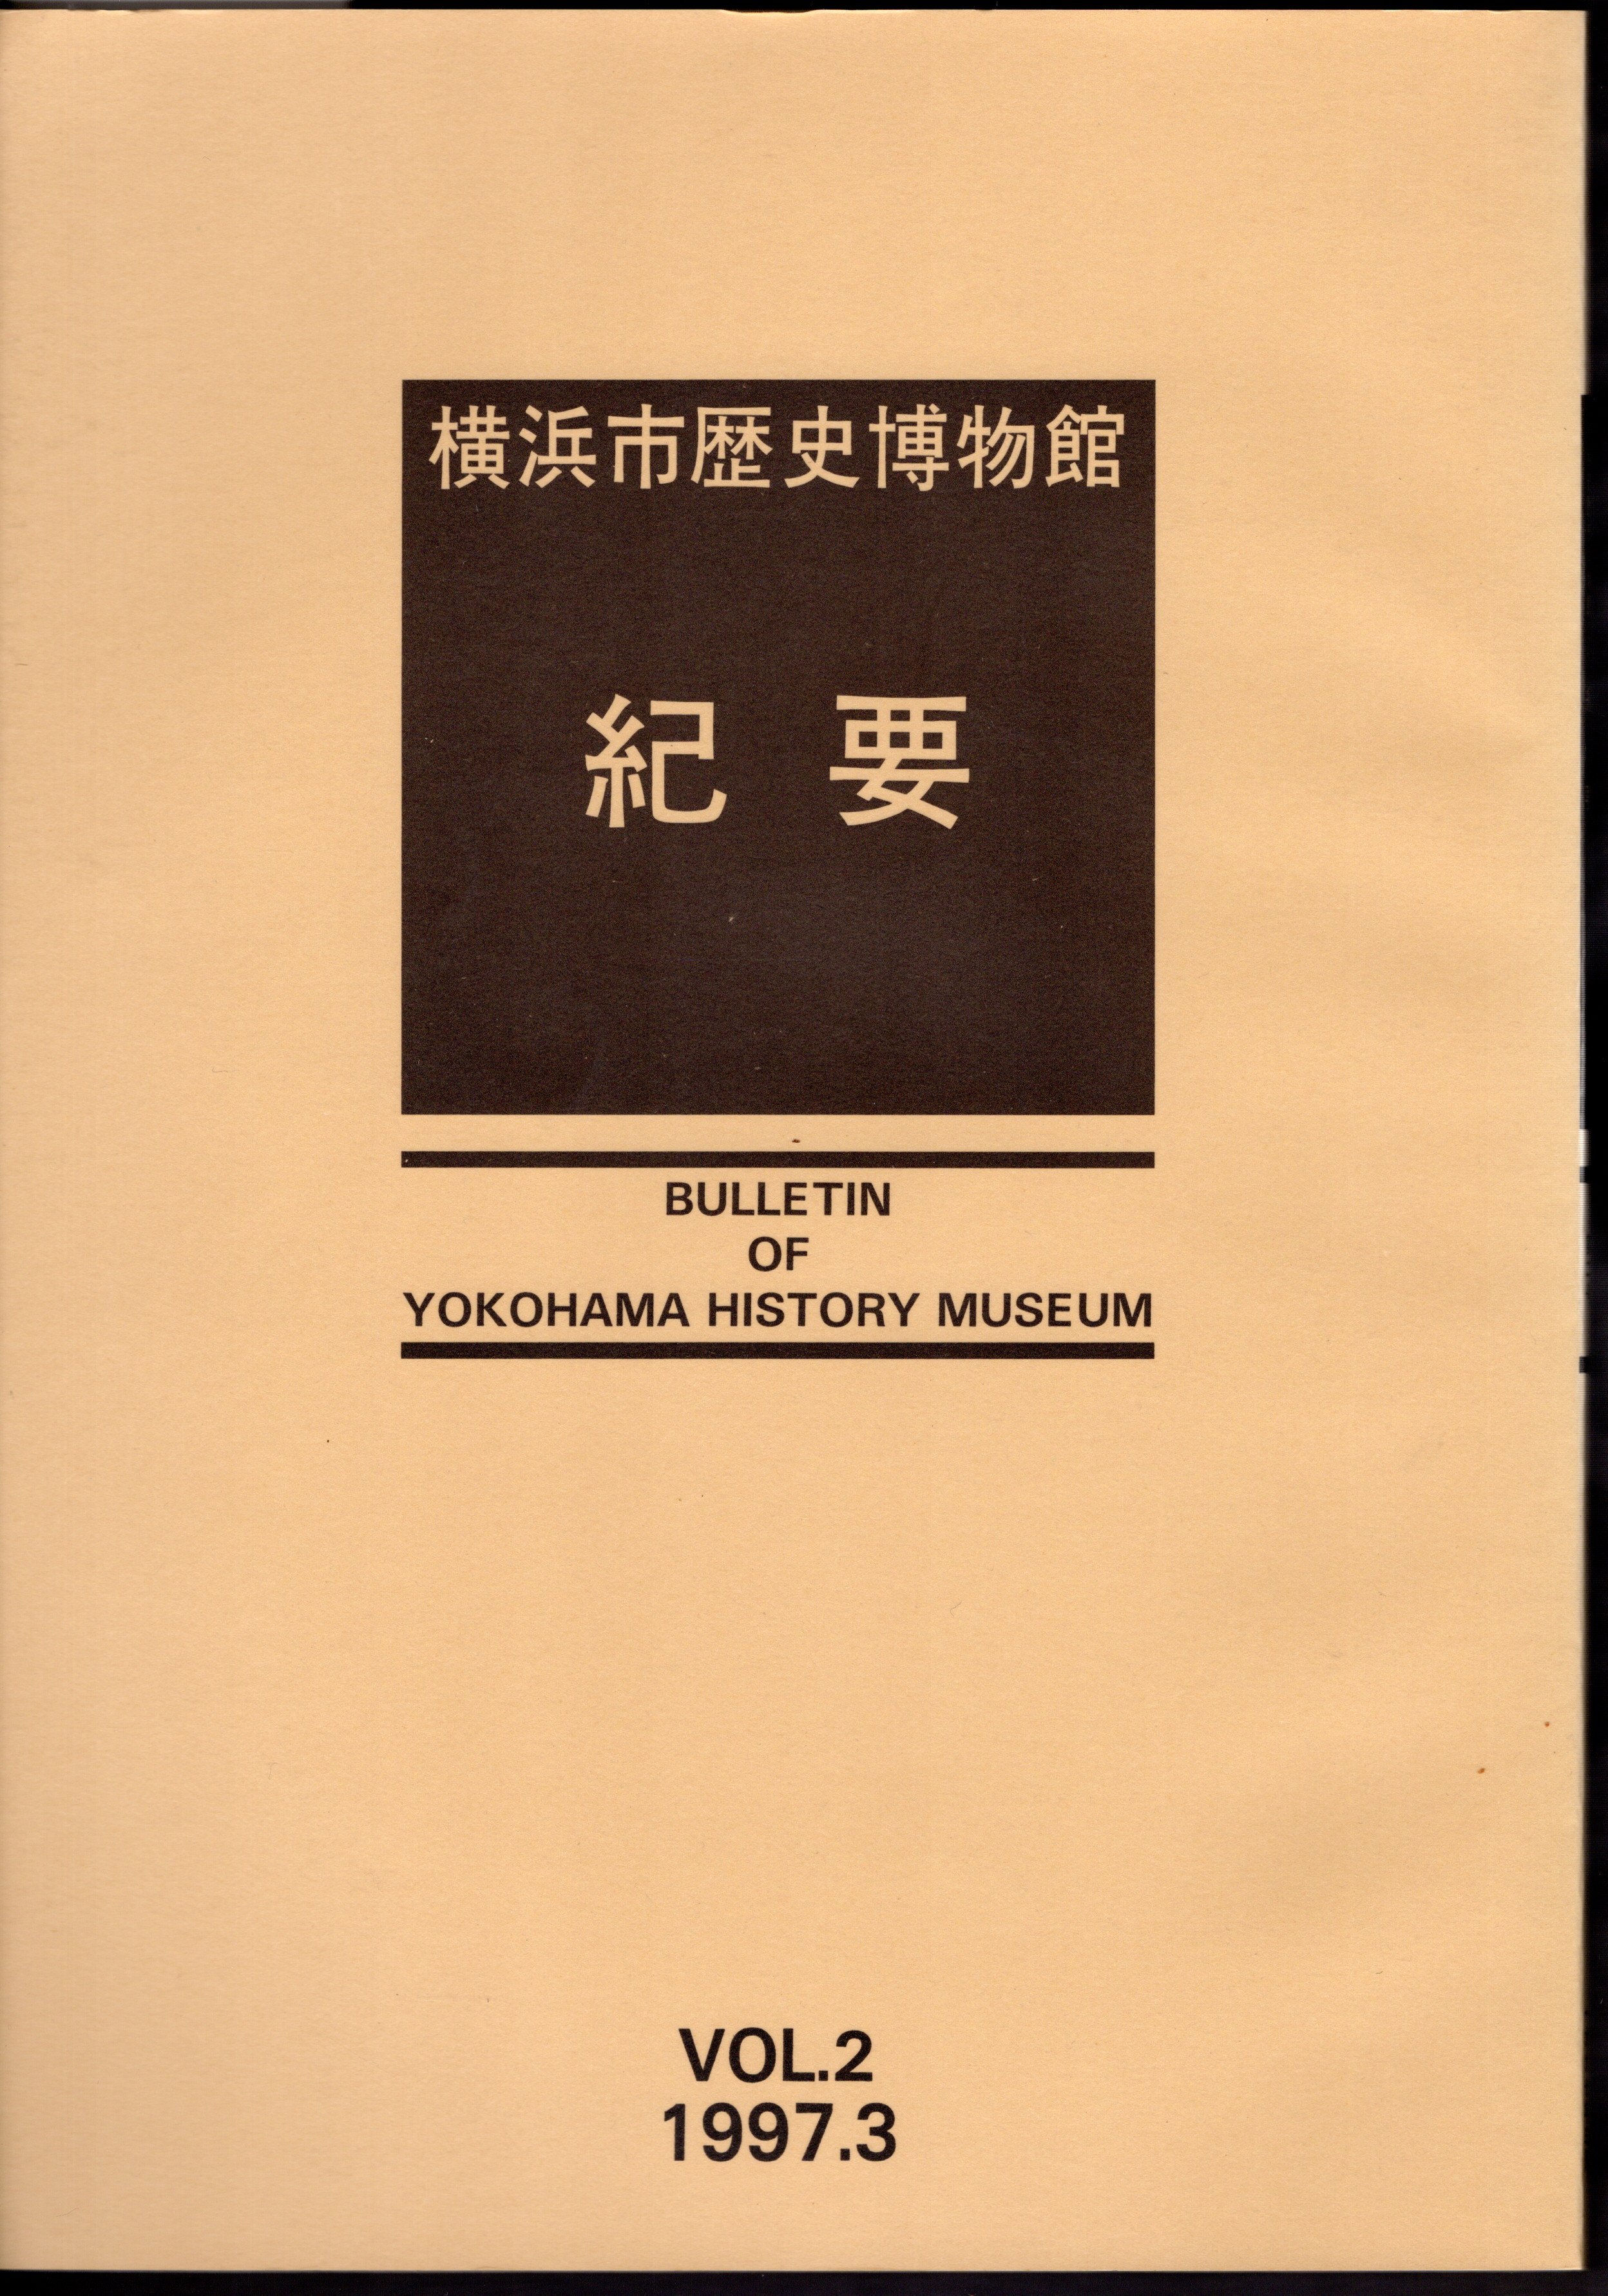 横浜市歴史博物館
紀要
BULLETIN
OF
YOKOHAMA HISTORY MUSEUM
VOL.2
1997.3